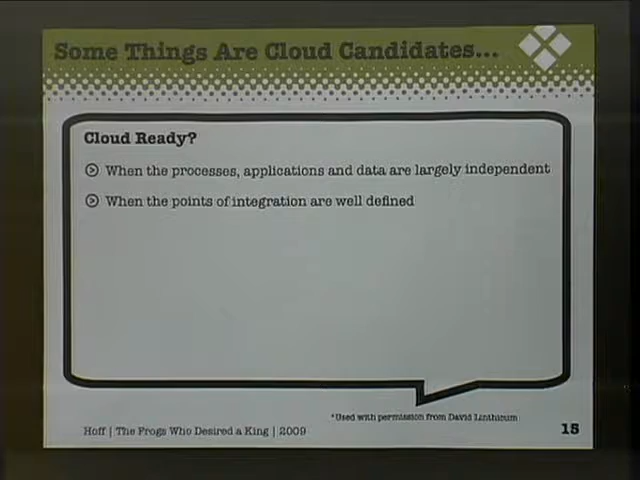 Some Things Are Cloud Candidates...
Cloud Ready?
When the processes, applications and data are largely independent
When the points of integration are well defined
*Used with permission from David Linthicum
Hoff | The Frogs Who Desired a King | 2009
15